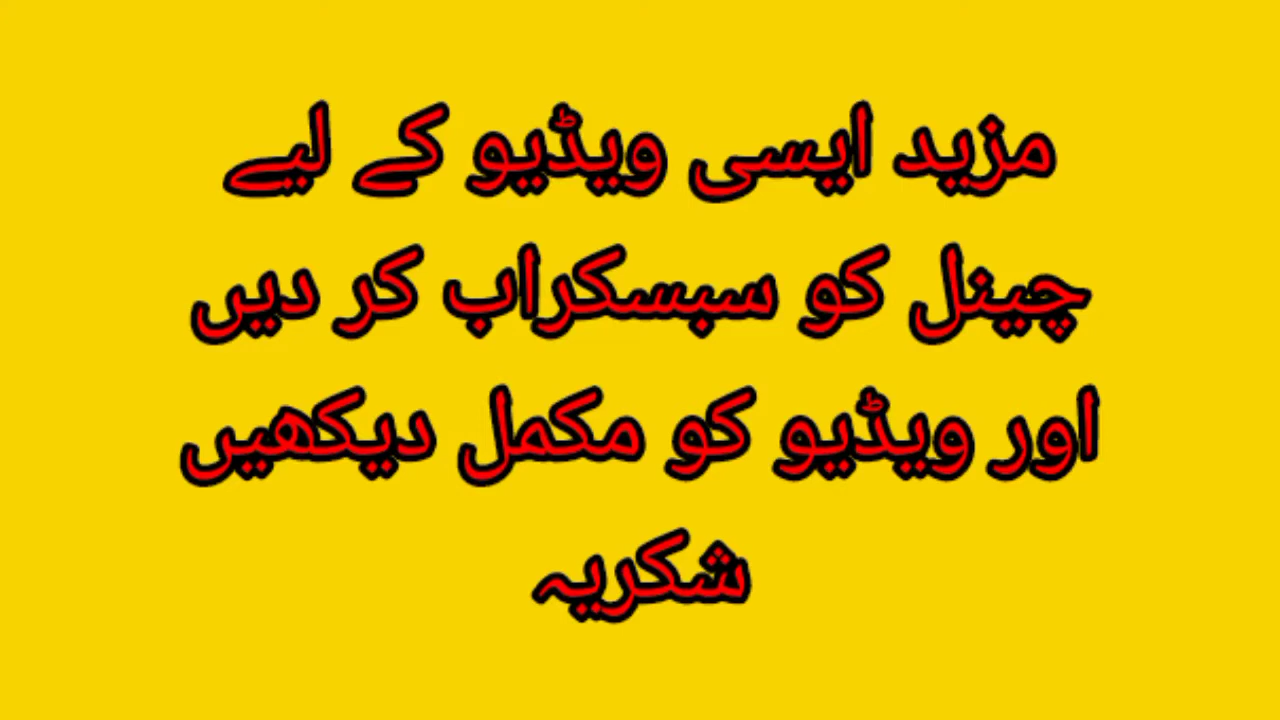 مزید ایسی ویڈیو کے لیے
چینل کو سبسکراب کر دیں
اور ویڈیو کو مکمل دیکھیں
شکریہ